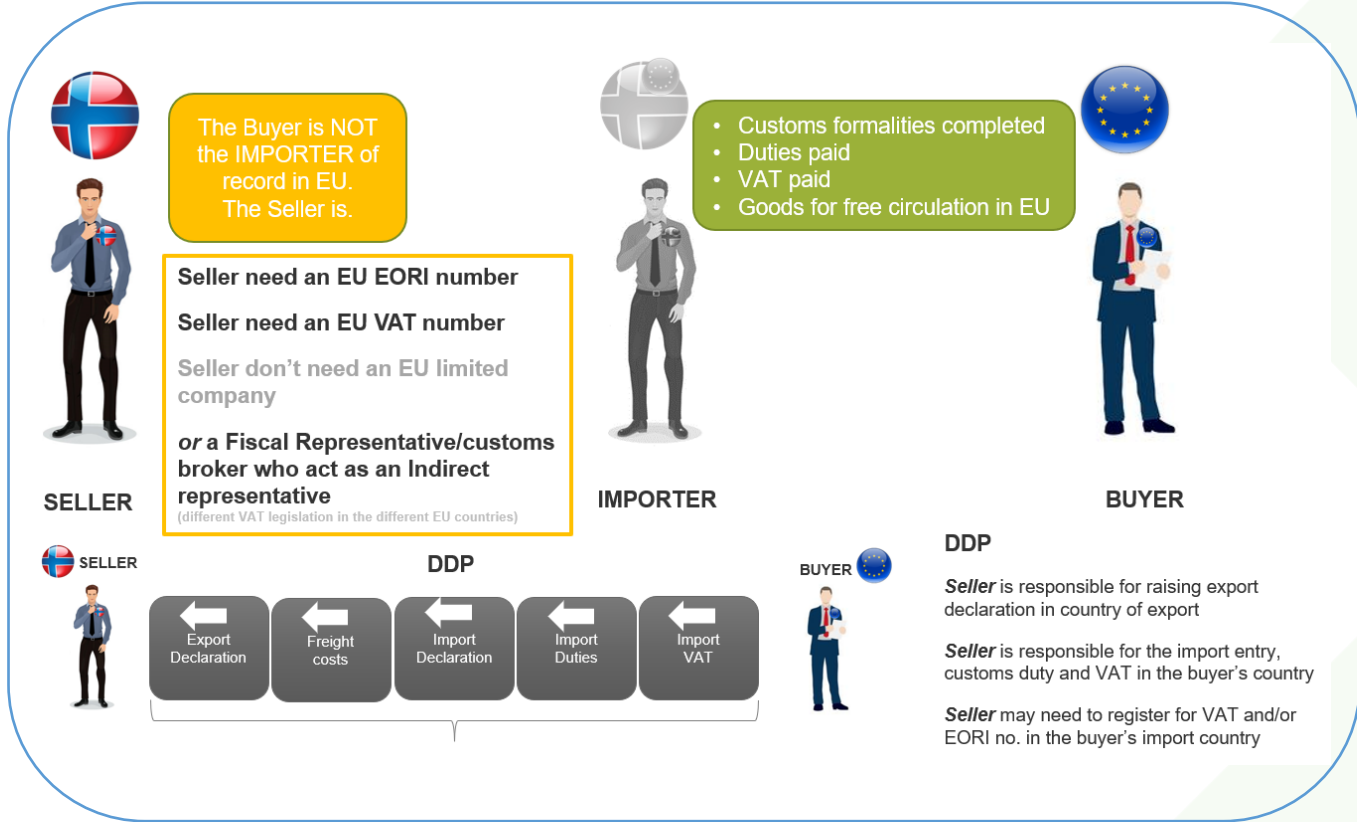 The Buyer is NOT
the IMPORTER of
record in EU.
The Seller is.
• Customs formalities completed
• Duties paid
• VAT paid
• Goods for free circulation in EU
Seller need an EU EORI number
Seller need an EU VAT number
Seller don’t need an EU limited
company
or a Fiscal Representative/customs
broker who act as an Indirect
representative
(different VAT legislation in the different EU countries)
SELLER
IMPORTER
BUYER
SELLER
DDP
BUYER
Export
Declaration
Freight
costs
Import
Declaration
Import
Duties
Import
VAT
DDP
Seller is responsible for raising export
declaration in country of export
Seller is responsible for the import entry,
customs duty and VAT in the buyer’s country
Seller may need to register for VAT and/or
EORI no. in the buyer’s import country